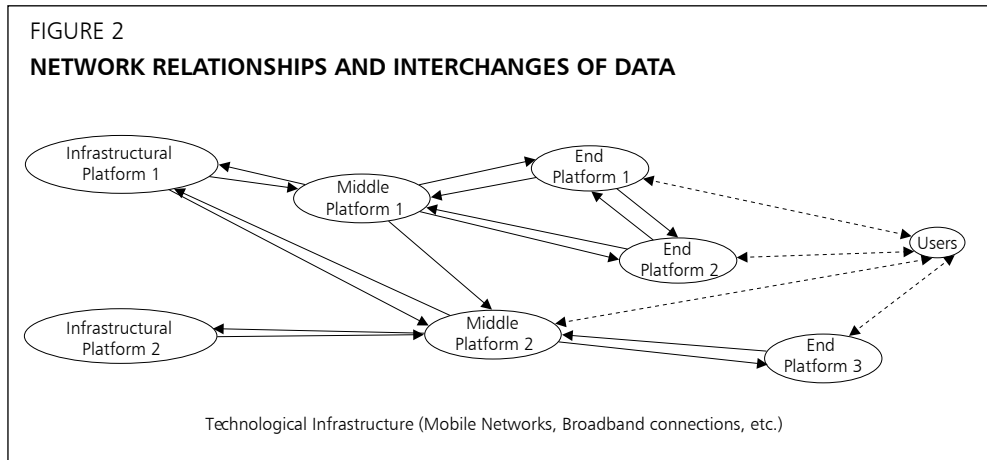 FIGURE 2
NETWORK RELATIONSHIPS AND INTERCHANGES OF DATA
Infrastructural
Platform 1
Middle
Platform 1
End
Platform 1
End
Platform 2
Users
Infrastructural
Platform 2
Middle
Platform 2
End
Platform 3
Technological Infrastructure (Mobile Networks, Broadband connections, etc.)